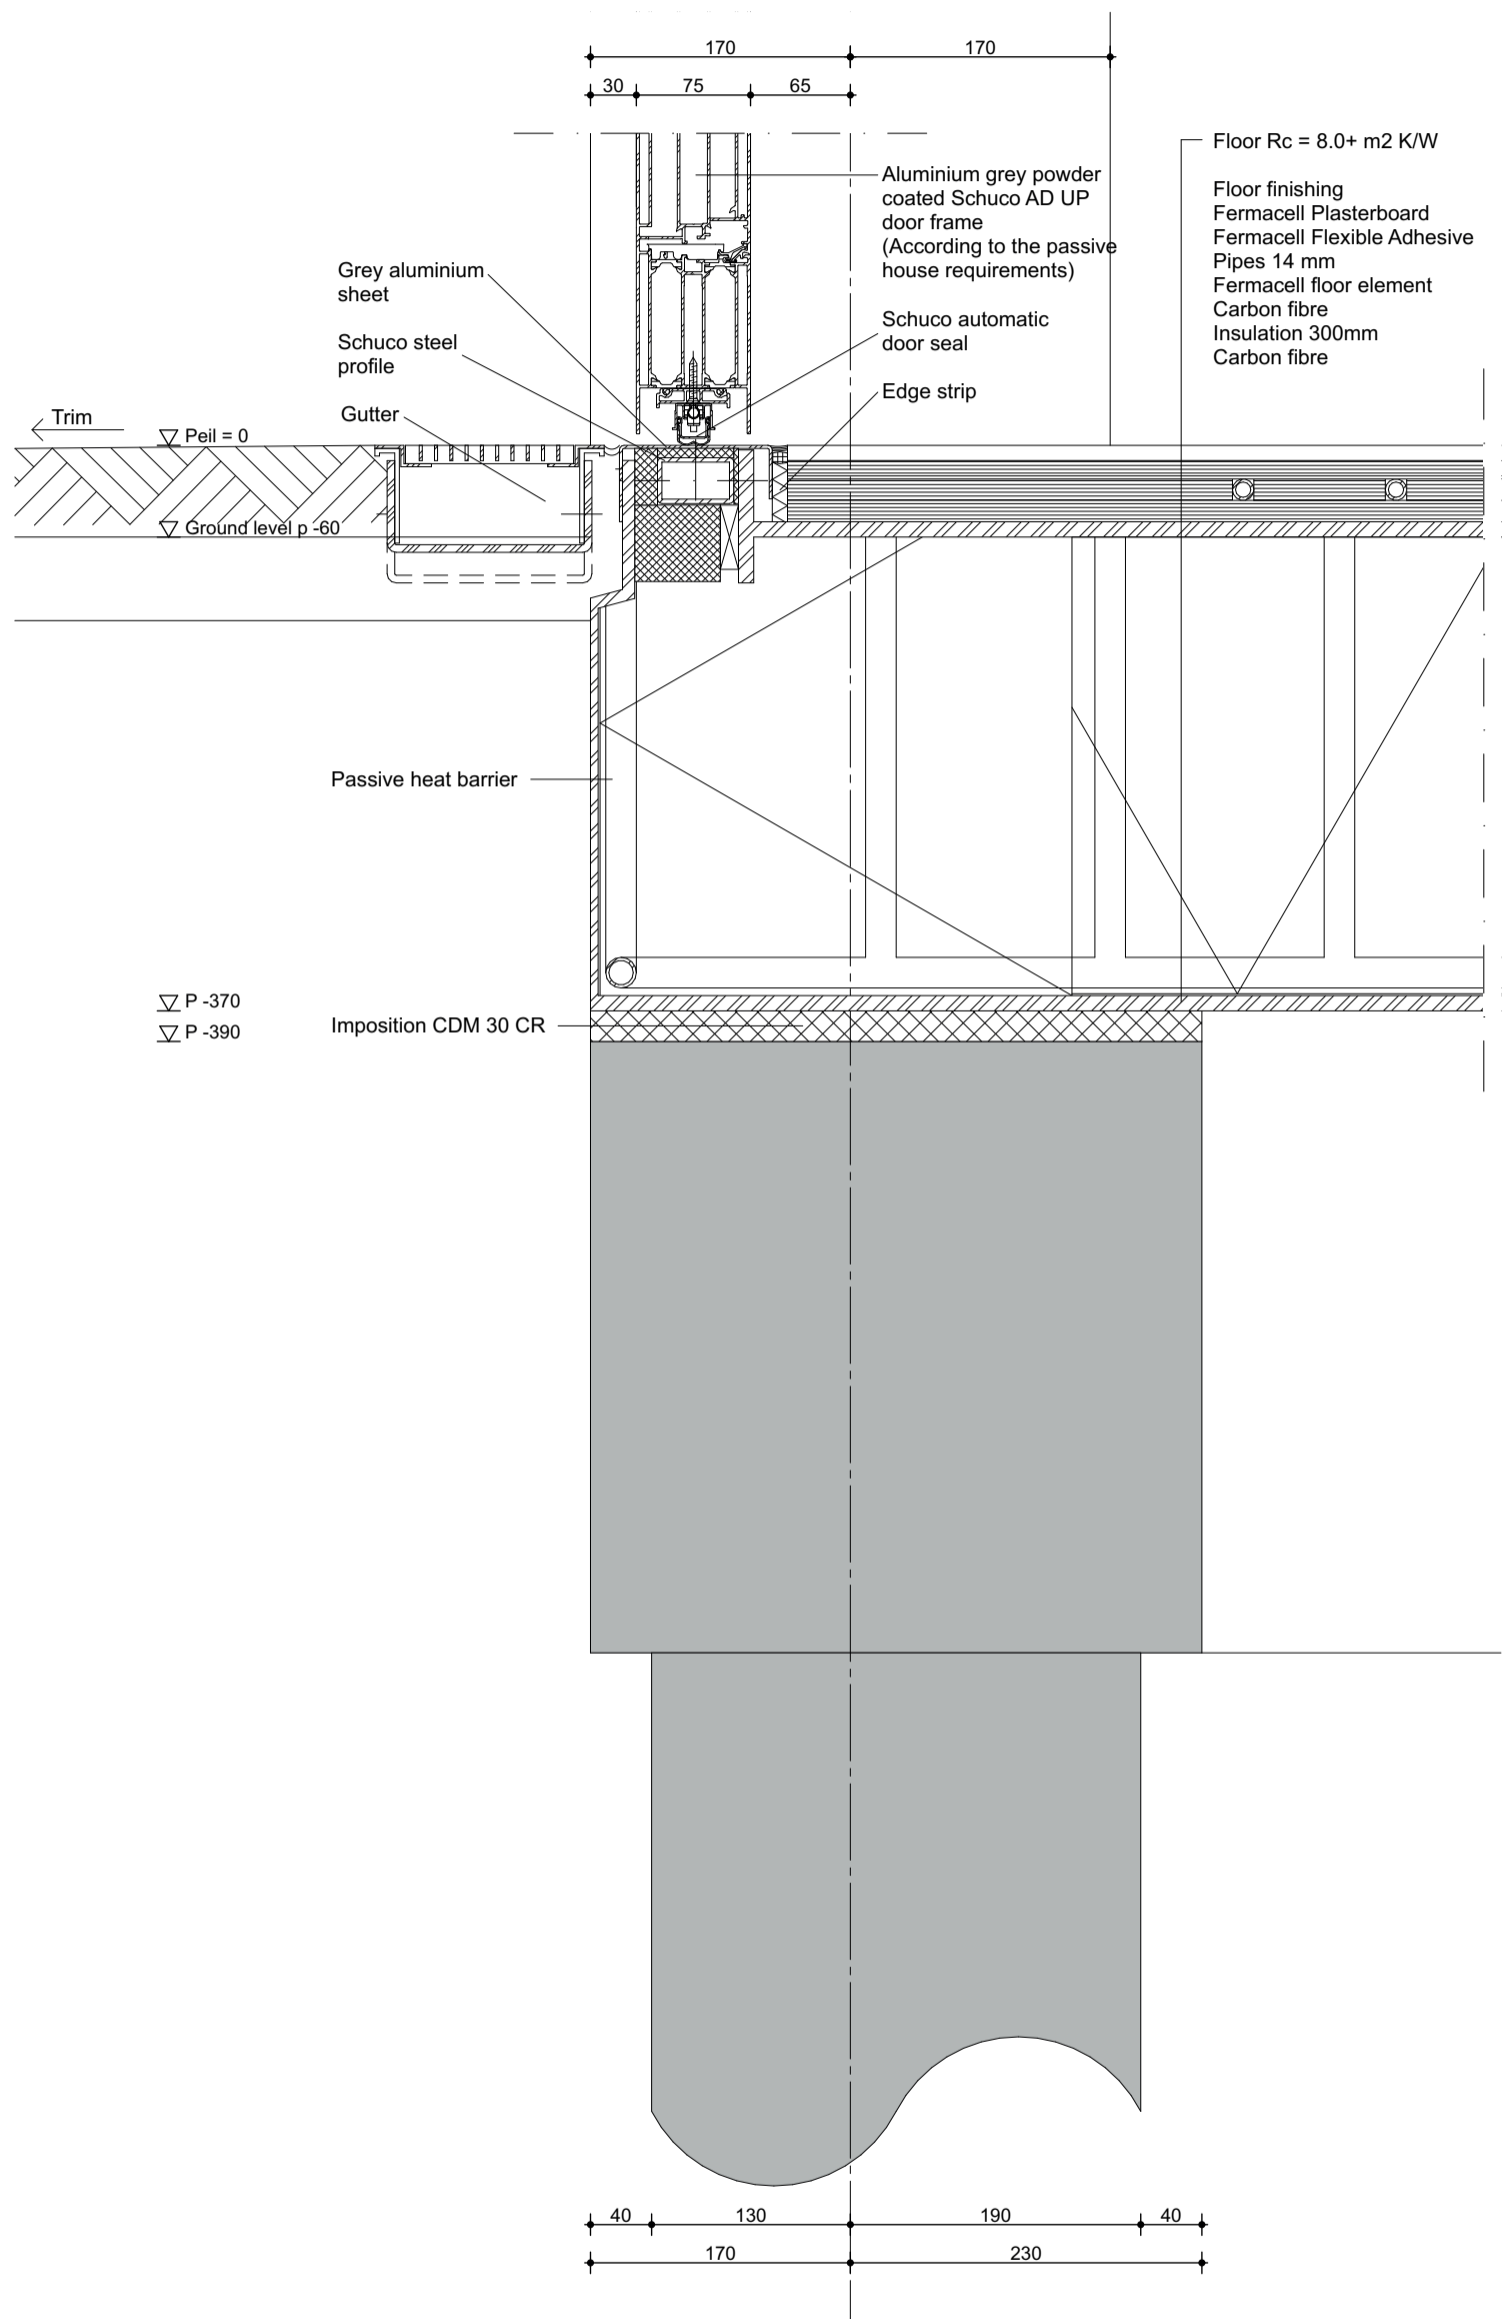 170
170
30
75
65
Floor Rc = 8.0+ m2 K/W
Floor finishing
Fermacell Plasterboard
Fermacell Flexible Adhesive
Pipes 14 mm
Fermacell floor element
Carbon fibre
Insulation 300mm
Carbon fibre
Aluminium grey powder
coated Schuco AD UP
door frame
(According to the passive
house requirements)
Grey aluminium
sheet
Schuco automatic
door seal
Schuco steel
profile
Edge strip
Gutter
Trim
Peil = 0
Ground level p -60
Passive heat barrier
P -370
P -390
Imposition CDM 30 CR
40
130
190
40
170
230